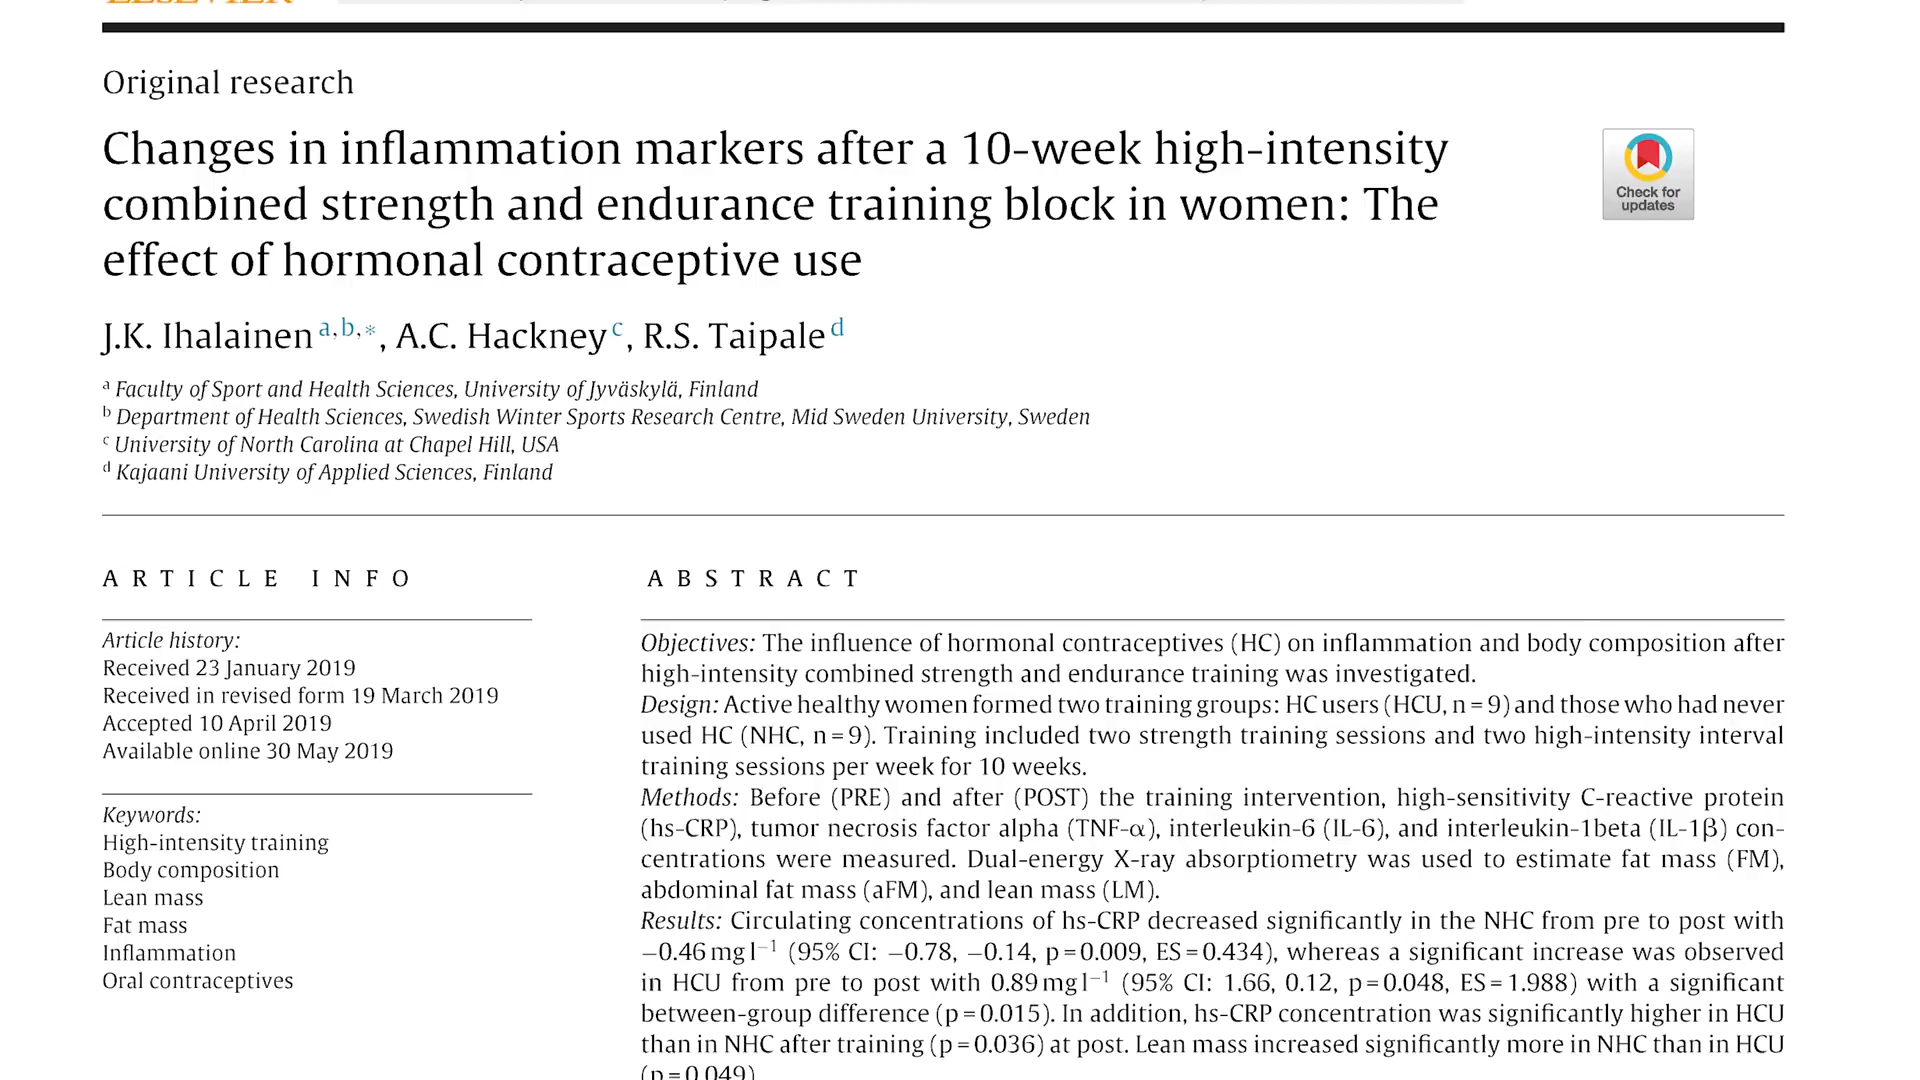 Original research
Changes in inflammation markers after a 10-week high-intensity
combined strength and endurance training block in women: The
effect of hormonal contraceptive use
Check for
updates
J.K. Ihalainen a,b,*, A.C. Hackney c, R.S. Taipale d
a Faculty of Sport and Health Sciences, University of Jyväskylä, Finland
b Department of Health Sciences, Swedish Winter Sports Research Centre, Mid Sweden University, Sweden
c University of North Carolina at Chapel Hill, USA
d Kajaani University of Applied Sciences, Finland
ARTICLE INFO
Article history:
Received 23 January 2019
Received in revised form 19 March 2019
Accepted 10 April 2019
Available online 30 May 2019
Keywords:
High-intensity training
Body composition
Lean mass
Fat mass
Inflammation
Oral contraceptives
ABSTRACT
Objectives: The influence of hormonal contraceptives (HC) on inflammation and body composition after
high-intensity combined strength and endurance training was investigated.
Design: Active healthy women formed two training groups: HC users (HCU, n = 9) and those who had never
used HC (NHC, n = 9). Training included two strength training sessions and two high-intensity interval
training sessions per week for 10 weeks.
Methods: Before (PRE) and after (POST) the training intervention, high-sensitivity C-reactive protein
(hs-CRP), tumor necrosis factor alpha (TNF-α), interleukin-6 (IL-6), and interleukin-1beta (IL-1β) con-
centrations were measured. Dual-energy X-ray absorptiometry was used to estimate fat mass (FM),
abdominal fat mass (aFM), and lean mass (LM).
Results: Circulating concentrations of hs-CRP decreased significantly in the NHC from pre to post with
−0.46 mg l⁻¹ (95% CI: −0.78, −0.14, p = 0.009, ES = 0.434), whereas a significant increase was observed
in HCU from pre to post with 0.89 mg l⁻¹ (95% CI: 1.66, 0.12, p = 0.048, ES = 1.988) with a significant
between-group difference (p = 0.015). In addition, hs-CRP concentration was significantly higher in HCU
than in NHC after training (p = 0.036) at post. Lean mass increased significantly more in NHC than in HCU
(p = 0.049)